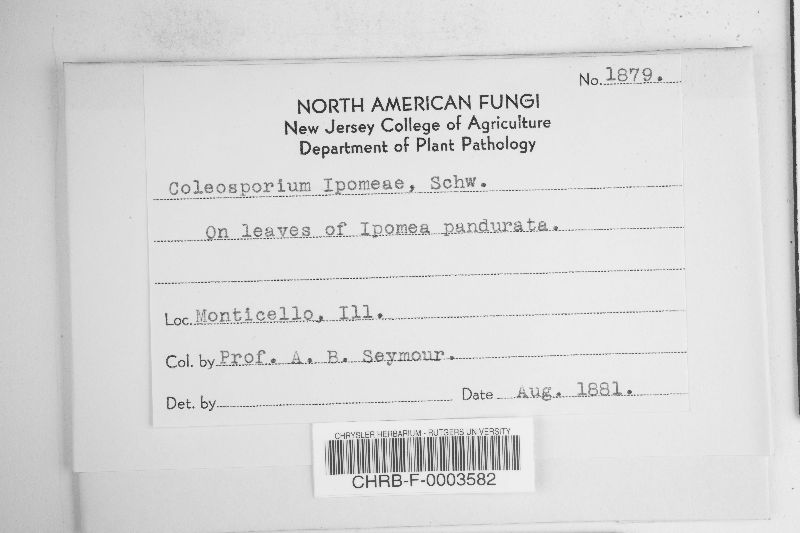 No. 1879.
NORTH AMERICAN FUNGI
New Jersey College of Agriculture
Department of Plant Pathology
Coleosporium Ipomeae, Schw.
On leaves of Ipomea pandurata.
Loc. Monticello, Ill.
Col. by Prof. A. B. Seymour.
Det. by
Date Aug. 1881.
CHRYSLER HERBARIUM - RUTGERS UNIVERSITY
CHRB-F-0003582